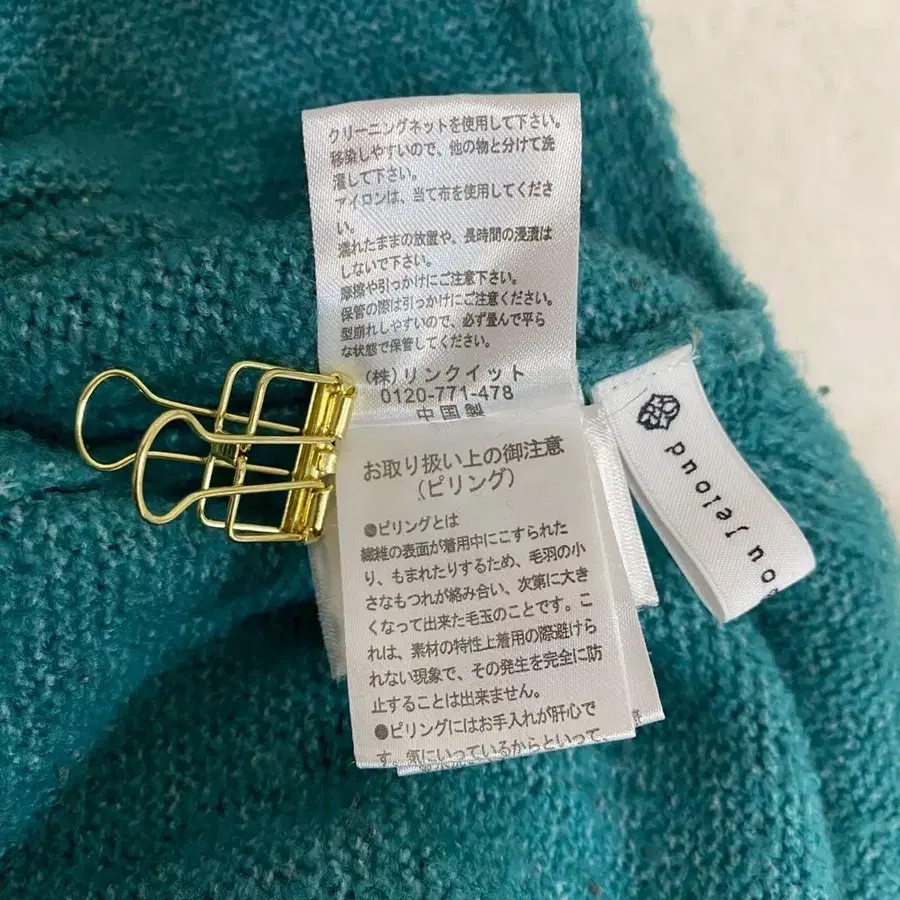 クリーニングネットを使用して下さい。
移染しやすいので、他の物と分けて洗
濯して下さい。
アイロンは、当て布を使用してくださ
い。
濡れたままの放置や、長時間の浸漬は
しないで下さい。
摩擦や引っかけにご注意下さい。
保管の際は引っかけにご注意ください。
型崩れしやすいので、必ず畳んで平ら
な状態で保管してください。
(株)リンクイット
0120-771-478
中国製
お取り扱い上の御注意
(ピリング)
●ピリングとは
繊維の表面が着用中にこすられた
り、もまれたりするため、毛羽の小
さなもつれが絡み合い、次第に大き
くなって出来た毛玉のことです。こ
れは、素材の特性上着用の際避けら
れない現象で、その発生を完全に防
止することは出来ません。
●ピリングにはお手入れが肝心で
す。気にいっているからといって、